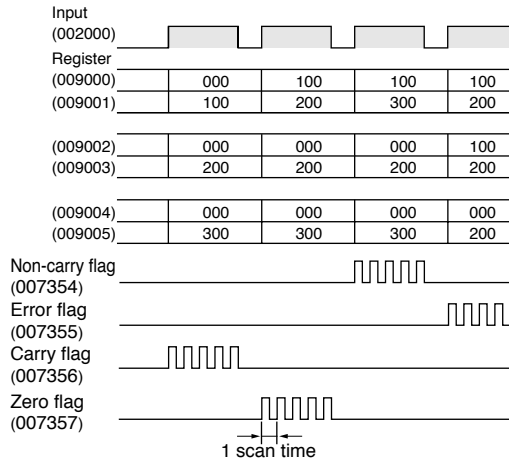 Input
(002000)
Register
(009000) 000 100 100 100
(009001) 100 200 300 200
(009002) 000 000 000 100
(009003) 200 200 200 200
(009004) 000 000 000 000
(009005) 300 300 300 200
Non-carry flag
(007354)
Error flag
(007355)
Carry flag
(007356)
Zero flag
(007357)
1 scan time